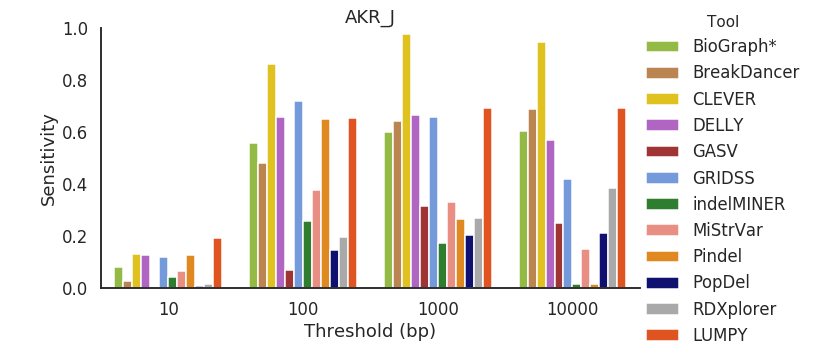 AKR_J
1.0
0.8
0.6
0.4
0.2
0.0
Sensitivity
10 100 1000 10000
Threshold (bp)
Tool
BioGraph*
BreakDancer
CLEVER
DELLY
GASV
GRIDSS
indelMINER
MiStrVar
Pindel
PopDel
RDXplorer
LUMPY